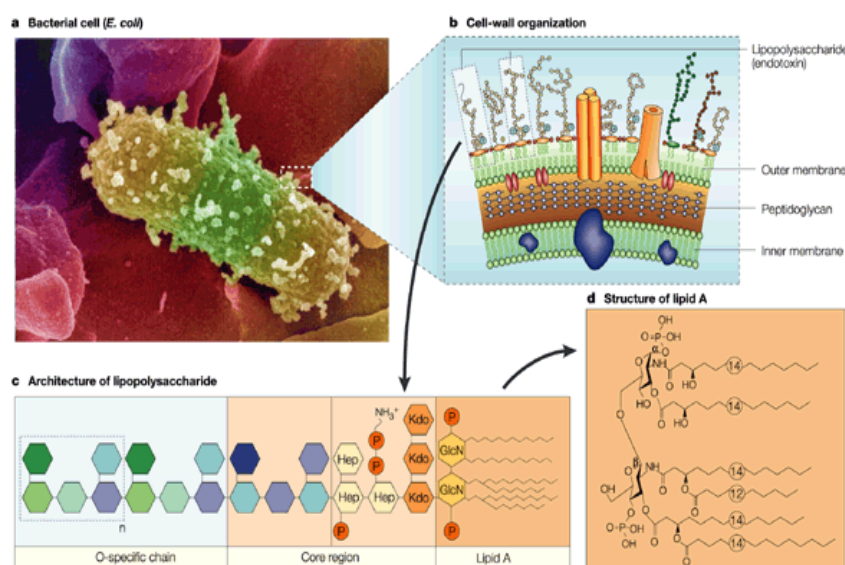 a Bacterial cell (E. coli)
b Cell-wall organization
Lipopolysaccharide
(endotoxin)
Outer membrane
Peptidoglycan
Inner membrane
c Architecture of lipopolysaccharide
NH3+
P
P
Hep
Hep
Hep
P
Kdo
Kdo
Kdo
P
GlcN
GlcN
P
n
O-specific chain
Core region
Lipid A
d Structure of lipid A
OH
O=P-OH
O
α
O
NH
O
HO
14
HO
O
O
14
HO
O
β
O
NH
O
14
O
12
HO
O
O
O
14
O=P-OH
OH
O
O
14